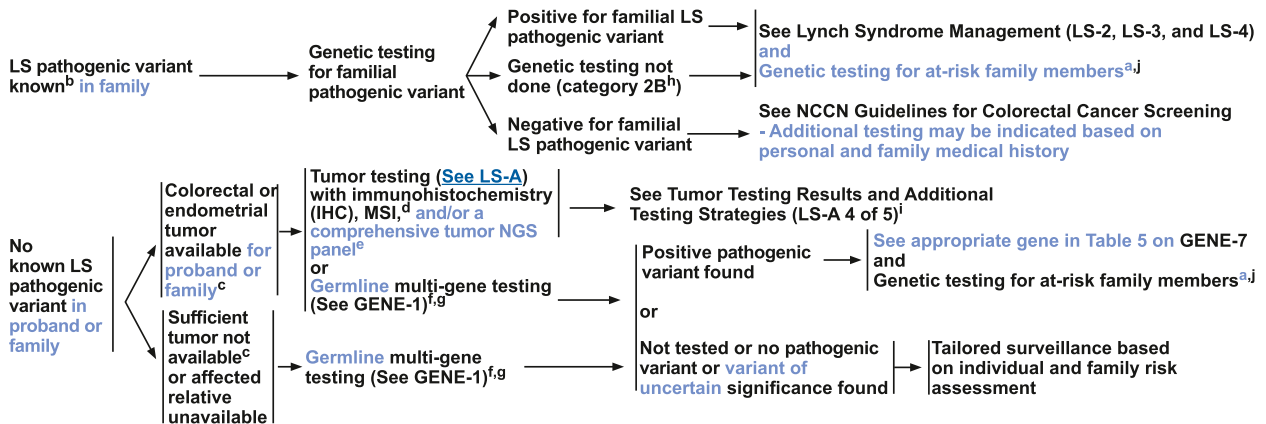 LS pathogenic variant
knownb in family
Genetic testing
for familial
pathogenic variant
Positive for familial LS
pathogenic variant
Genetic testing not
done (category 2Bh)
Negative for familial
LS pathogenic variant
See Lynch Syndrome Management (LS-2, LS-3, and LS-4)
and
Genetic testing for at-risk family membersa,j
See NCCN Guidelines for Colorectal Cancer Screening
- Additional testing may be indicated based on
personal and family medical history
No
known LS
pathogenic
variant in
proband or
family
Colorectal or
endometrial
tumor
available for
proband or
familyc
Tumor testing (See LS-A)
with immunohistochemistry
(IHC), MSI,d and/or a
comprehensive tumor NGS
panele
or
Germline multi-gene testing
(See GENE-1)f,g
See Tumor Testing Results and Additional
Testing Strategies (LS-A 4 of 5)i
Sufficient
tumor not
availablec
or affected
relative
unavailable
Germline multi-gene
testing (See GENE-1)f,g
Positive pathogenic
variant found
or
Not tested or no pathogenic
variant or variant of
uncertain significance found
See appropriate gene in Table 5 on GENE-7
and
Genetic testing for at-risk family membersa,j
Tailored surveillance based
on individual and family risk
assessment